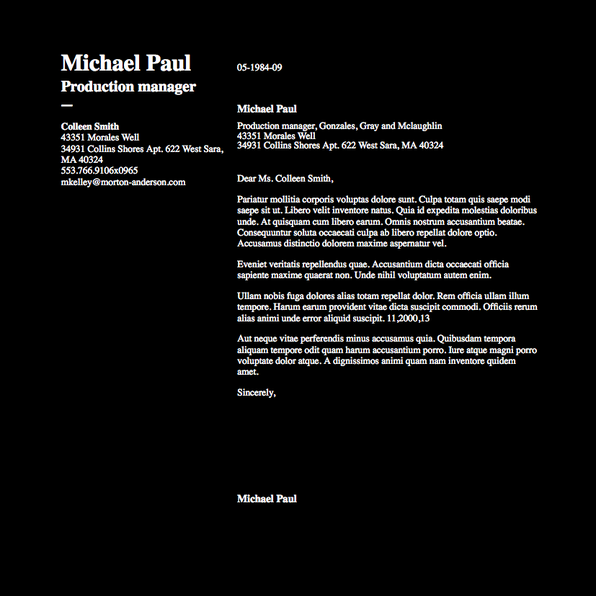 Michael Paul
Production manager
—
Colleen Smith
43351 Morales Well
34931 Collins Shores Apt. 622 West Sara,
MA 40324
553.766.9106x0965
mkelley@morton-anderson.com
05-1984-09
Michael Paul
Production manager, Gonzales, Gray and Mclaughlin
43351 Morales Well
34931 Collins Shores Apt. 622 West Sara, MA 40324
Dear Ms. Colleen Smith,
Pariatur mollitia corporis voluptas dolore sunt. Culpa totam quis saepe modi
saepe sit ut. Libero velit inventore natus. Quia id expedita molestias doloribus
unde. At quisquam cum libero earum. Omnis nostrum accusantium beatae.
Consequuntur soluta occaecati culpa ab libero repellat dolore optio.
Accusamus distinctio dolorem maxime aspernatur vel.
Eveniet veritatis repellendus quae. Accusantium dicta occaecati officia
sapiente maxime quaerat non. Unde nihil voluptatum autem enim.
Ullam nobis fuga dolores alias totam repellat dolor. Rem officia ullam illum
tempore. Harum earum provident vitae dicta suscipit commodi. Officiis rerum
alias animi unde error aliquid suscipit. 11,2000,13
Aut neque vitae perferendis minus accusamus quia. Quibusdam tempora
aliquam tempore odit quam harum accusantium porro. Iure atque magni porro
voluptate dolor atque. A dignissimos animi quam nam inventore quidem
amet.
Sincerely,
Michael Paul